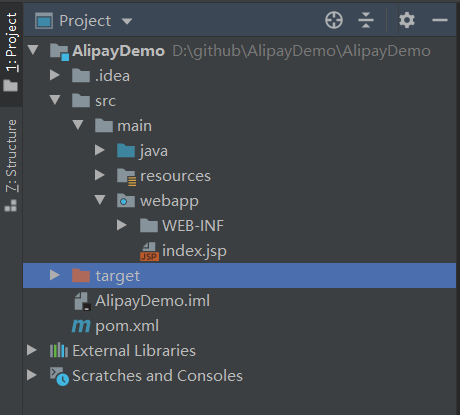 1: Project
Z: Structure
Project
AlipayDemo D:\github\AlipayDemo\AlipayDemo
.idea
src
main
java
resources
webapp
WEB-INF
JSP index.jsp
target
AlipayDemo.iml
m pom.xml
External Libraries
Scratches and Consoles